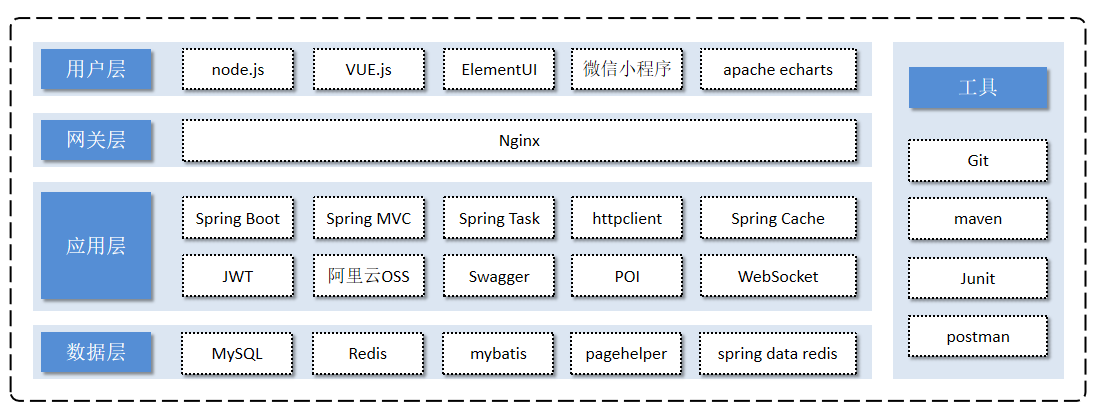 用户层
node.js
VUE.js
ElementUI
微信小程序
apache echarts
网关层
Nginx
应用层
Spring Boot
Spring MVC
Spring Task
httpclient
Spring Cache
JWT
阿里云OSS
Swagger
POI
WebSocket
数据层
MySQL
Redis
mybatis
pagehelper
spring data redis
工具
Git
maven
Junit
postman